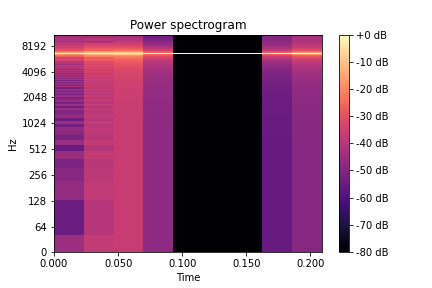 Power spectrogram
8192
4096
2048
1024
512
256
128
64
0
Hz
0.000 0.050 0.100 0.150 0.200
Time
+0 dB
-10 dB
-20 dB
-30 dB
-40 dB
-50 dB
-60 dB
-70 dB
-80 dB